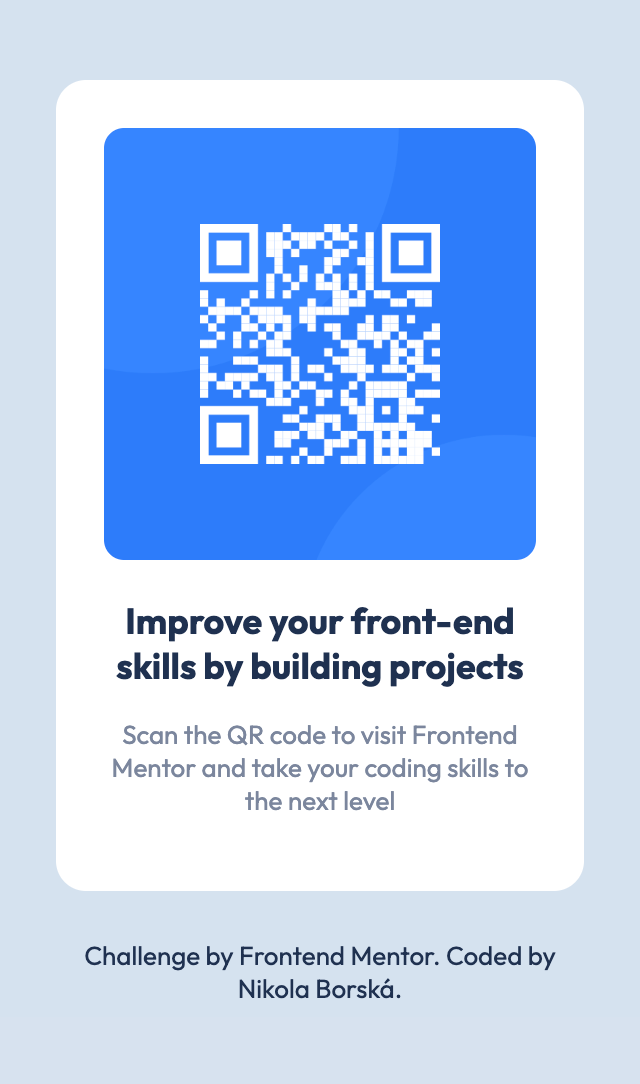 Improve your front-end
skills by building projects
Scan the QR code to visit Frontend
Mentor and take your coding skills to
the next level
Challenge by Frontend Mentor. Coded by
Nikola Borská.